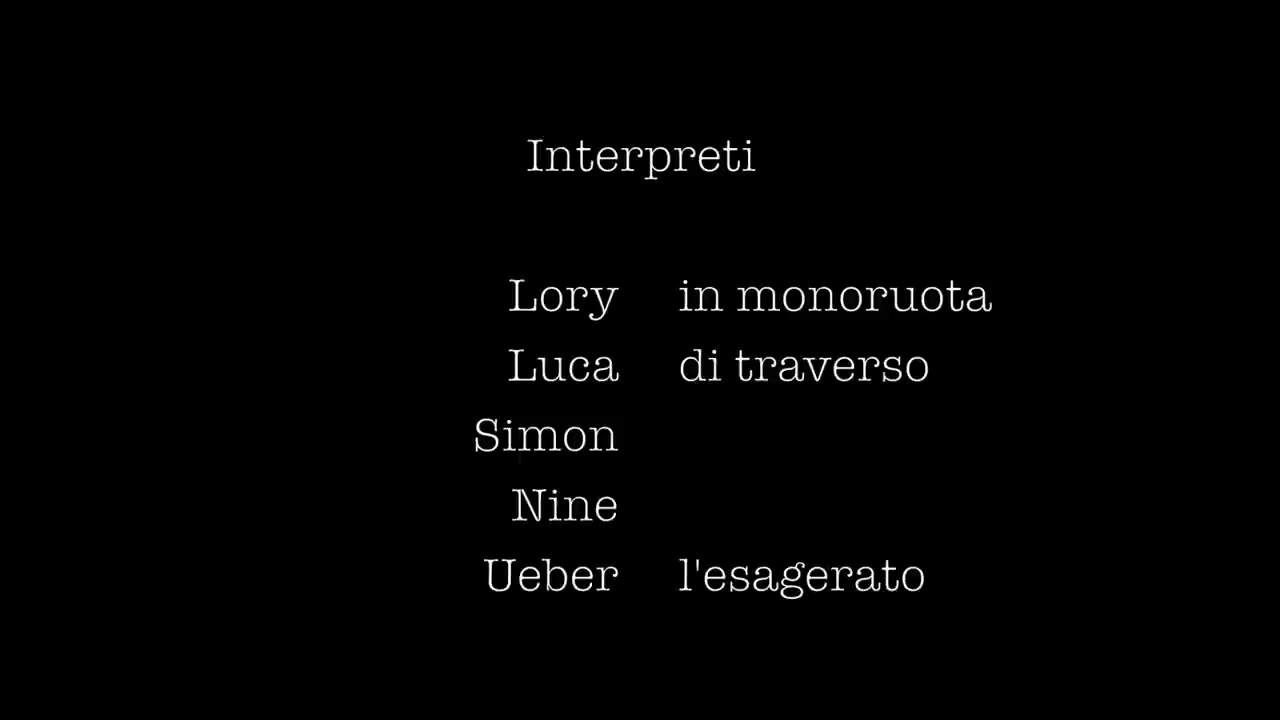 Interpreti
Lory in monoruota
Luca di traverso
Simon
Nine
Ueber l'esagerato